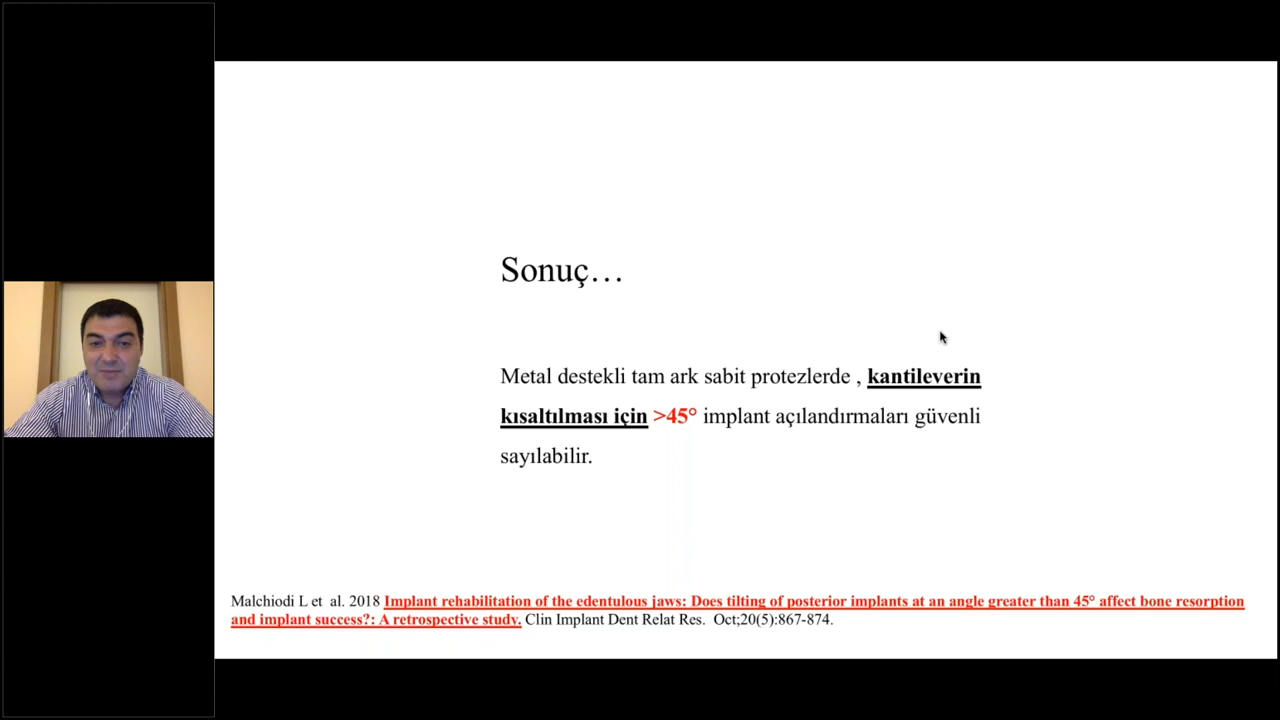 Sonuç…
Metal destekli tam ark sabit protezlerde , kantileverin
kısaltılması için >45° implant açılandırmaları güvenli
sayılabilir.
Malchiodi L et al. 2018 Implant rehabilitation of the edentulous jaws: Does tilting of posterior implants at an angle greater than 45° affect bone resorption
and implant success?: A retrospective study. Clin Implant Dent Relat Res. Oct;20(5):867-874.